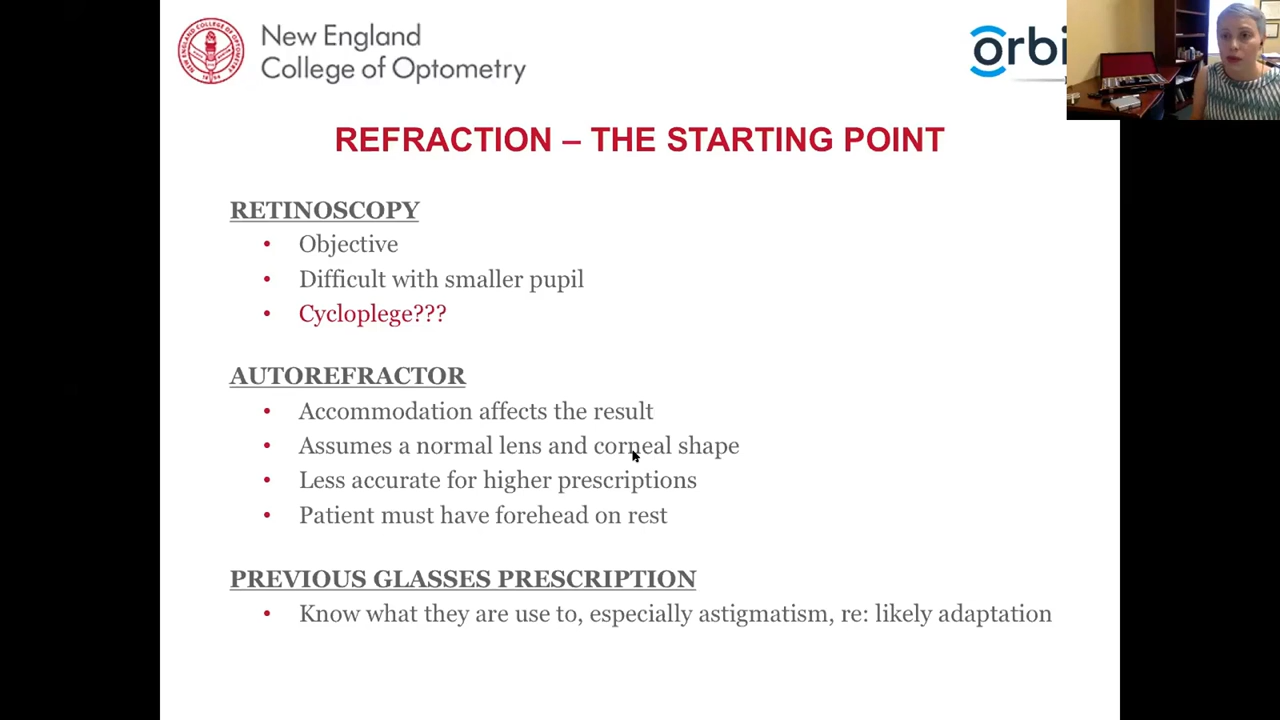 New England
College of Optometry
orbi
REFRACTION – THE STARTING POINT
RETINOSCOPY
• Objective
• Difficult with smaller pupil
• Cycloplege???
AUTOREFRACTOR
• Accommodation affects the result
• Assumes a normal lens and corneal shape
• Less accurate for higher prescriptions
• Patient must have forehead on rest
PREVIOUS GLASSES PRESCRIPTION
• Know what they are use to, especially astigmatism, re: likely adaptation